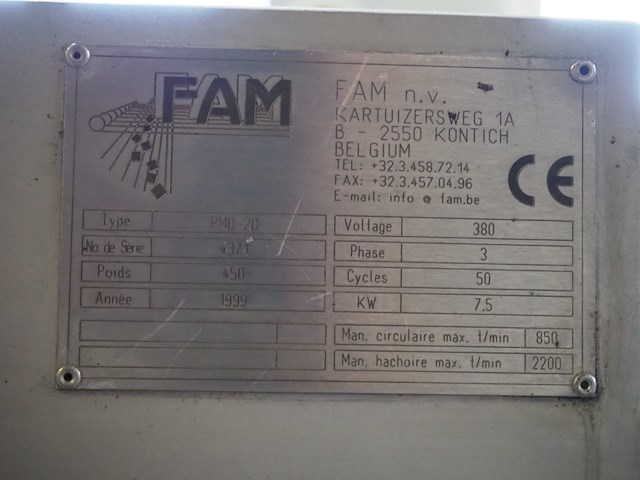 FAM
FAM n.v.
KARTUIZERSWEG 1A
B - 2550 KONTICH
BELGIUM
TEL: +32.3.458.72.14
FAX: +32.3.457.04.96
E-mail: info @ fam.be
CE
Type
No de Série
Poids 450
Année 1999
Voltage 380
Phase 3
Cycles 50
KW 7.5
Man. circulaire max. t/min 850
Man. hachoire max. t/min 2200